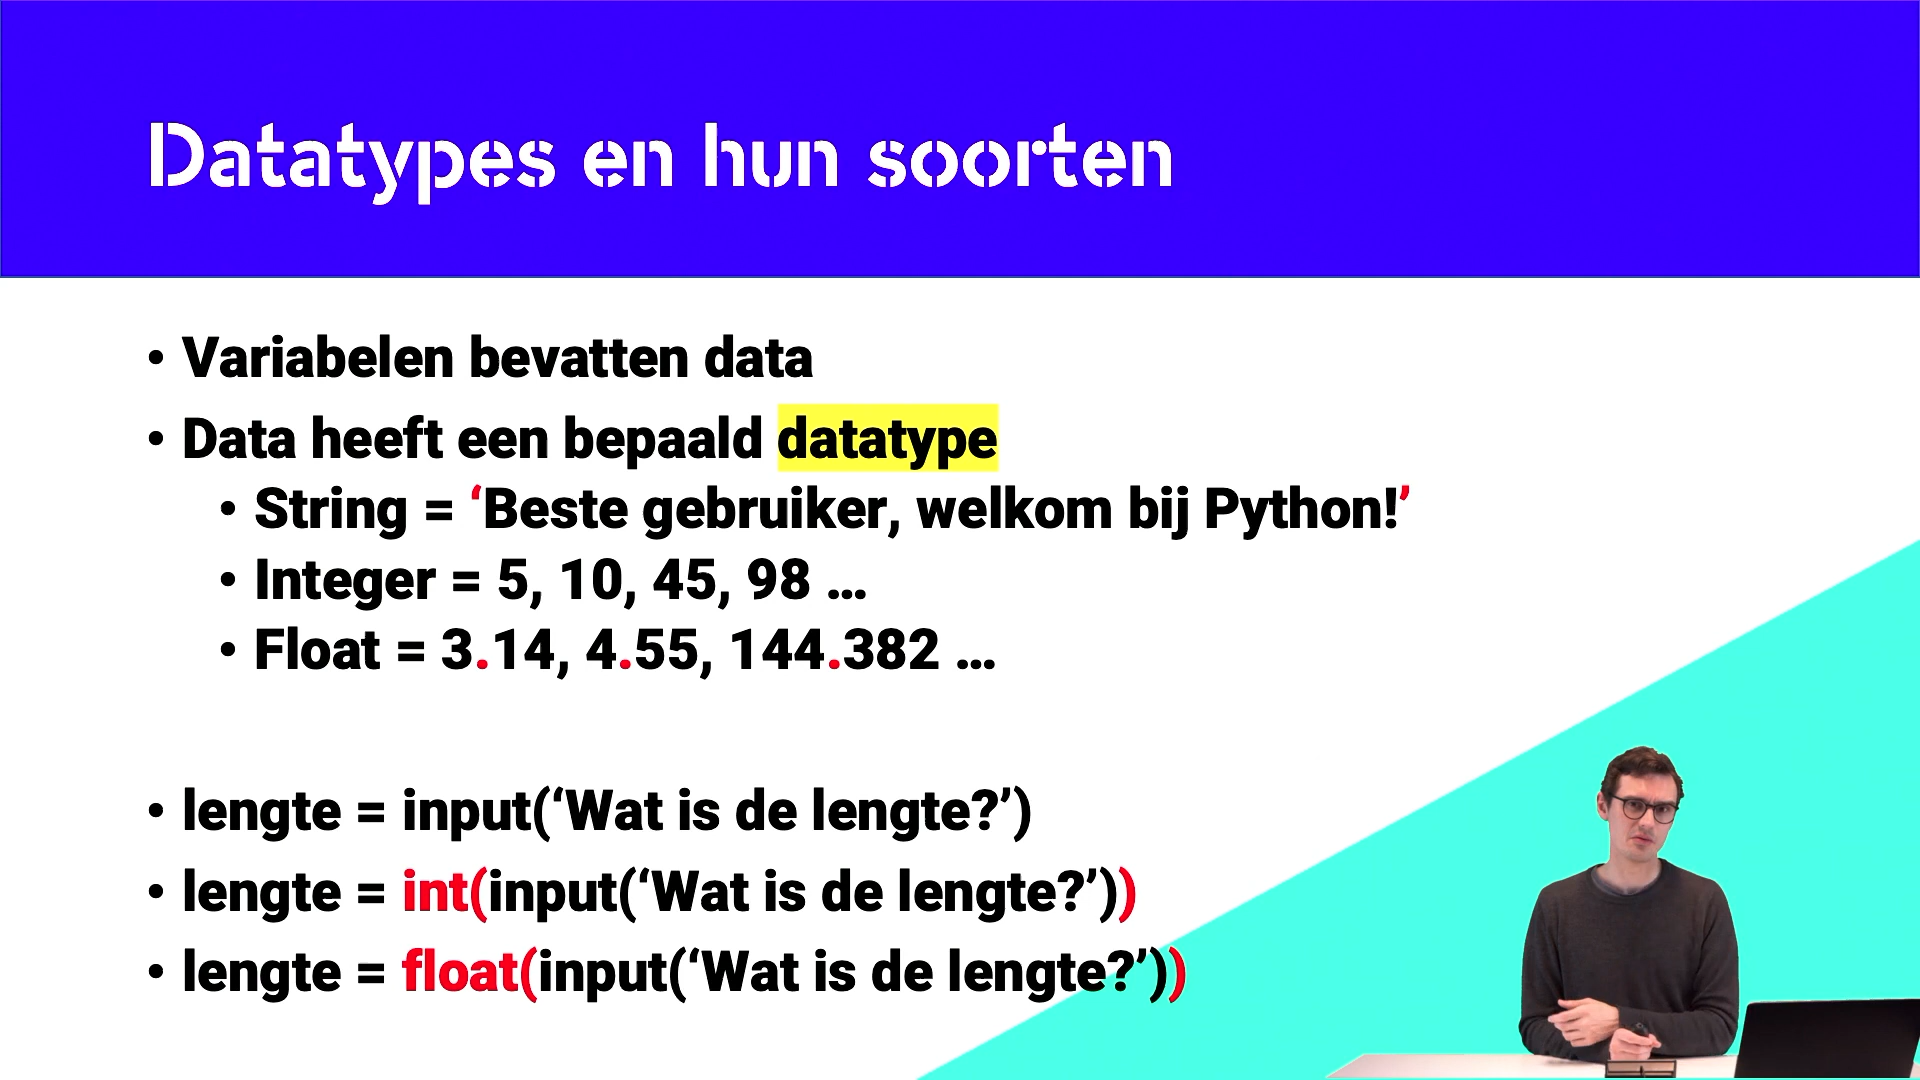 Datatypes en hun soorten
• Variabelen bevatten data
• Data heeft een bepaald datatype
• String = ‘Beste gebruiker, welkom bij Python!’
• Integer = 5, 10, 45, 98 ...
• Float = 3.14, 4.55, 144.382 ...
• lengte = input(‘Wat is de lengte?’)
• lengte = int(input(‘Wat is de lengte?’))
• lengte = float(input(‘Wat is de lengte?’))